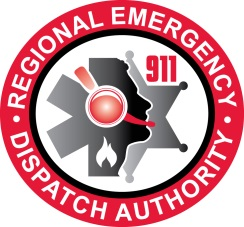 • REGIONAL EMERGENCY •
DISPATCH AUTHORITY
911